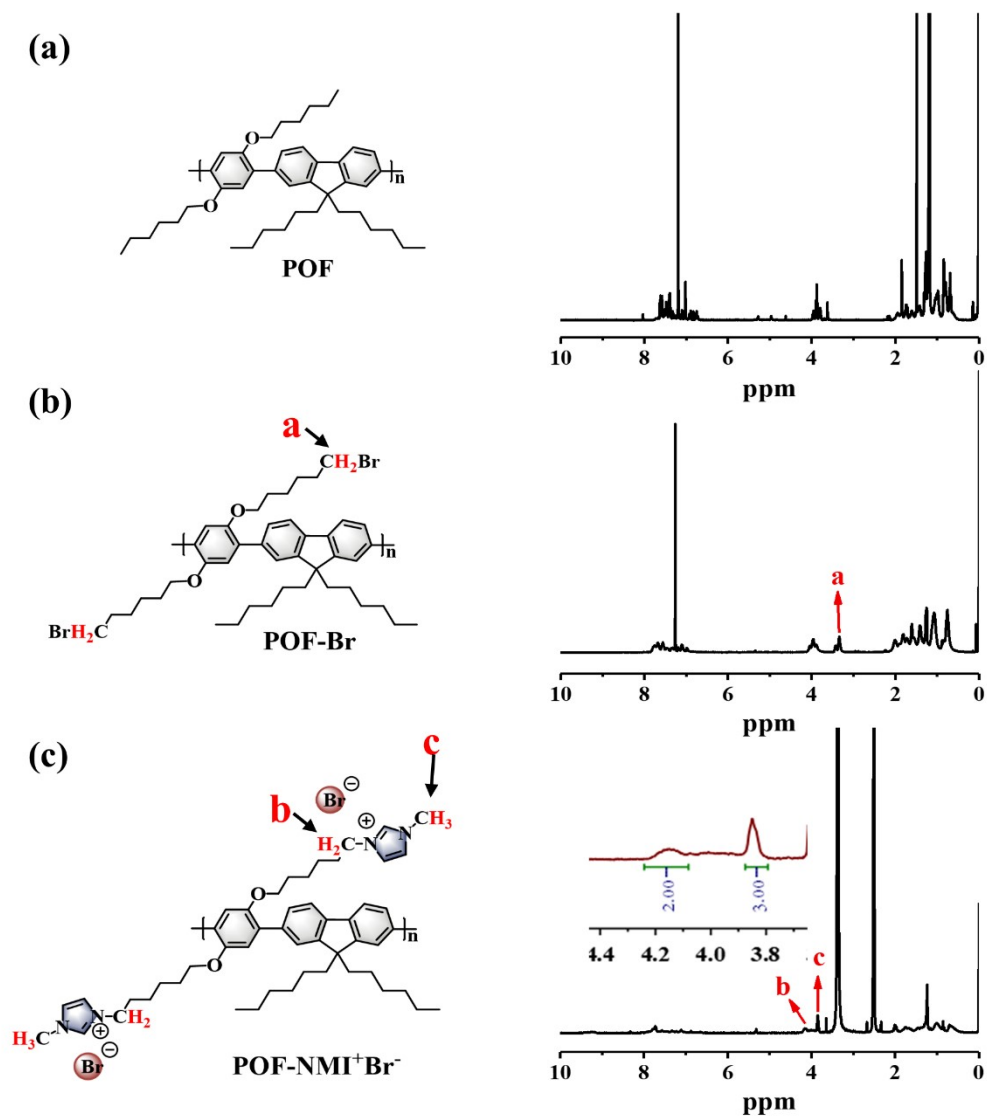 (a)
O
O
n
POF
10 8 6 4 2 0
ppm
(b)
a
CH₂Br
O
O
n
BrH₂C
POF-Br
a
10 8 6 4 2 0
ppm
(c)
c
Br ⊖
b
⊕
CH₃
H₂C–N N
O
O
n
N N–CH₂
H₃C ⊕
Br ⊖
POF-NMI⁺Br⁻
2.00 3.00
4.4 4.2 4.0 3.8
b c
10 8 6 4 2 0
ppm